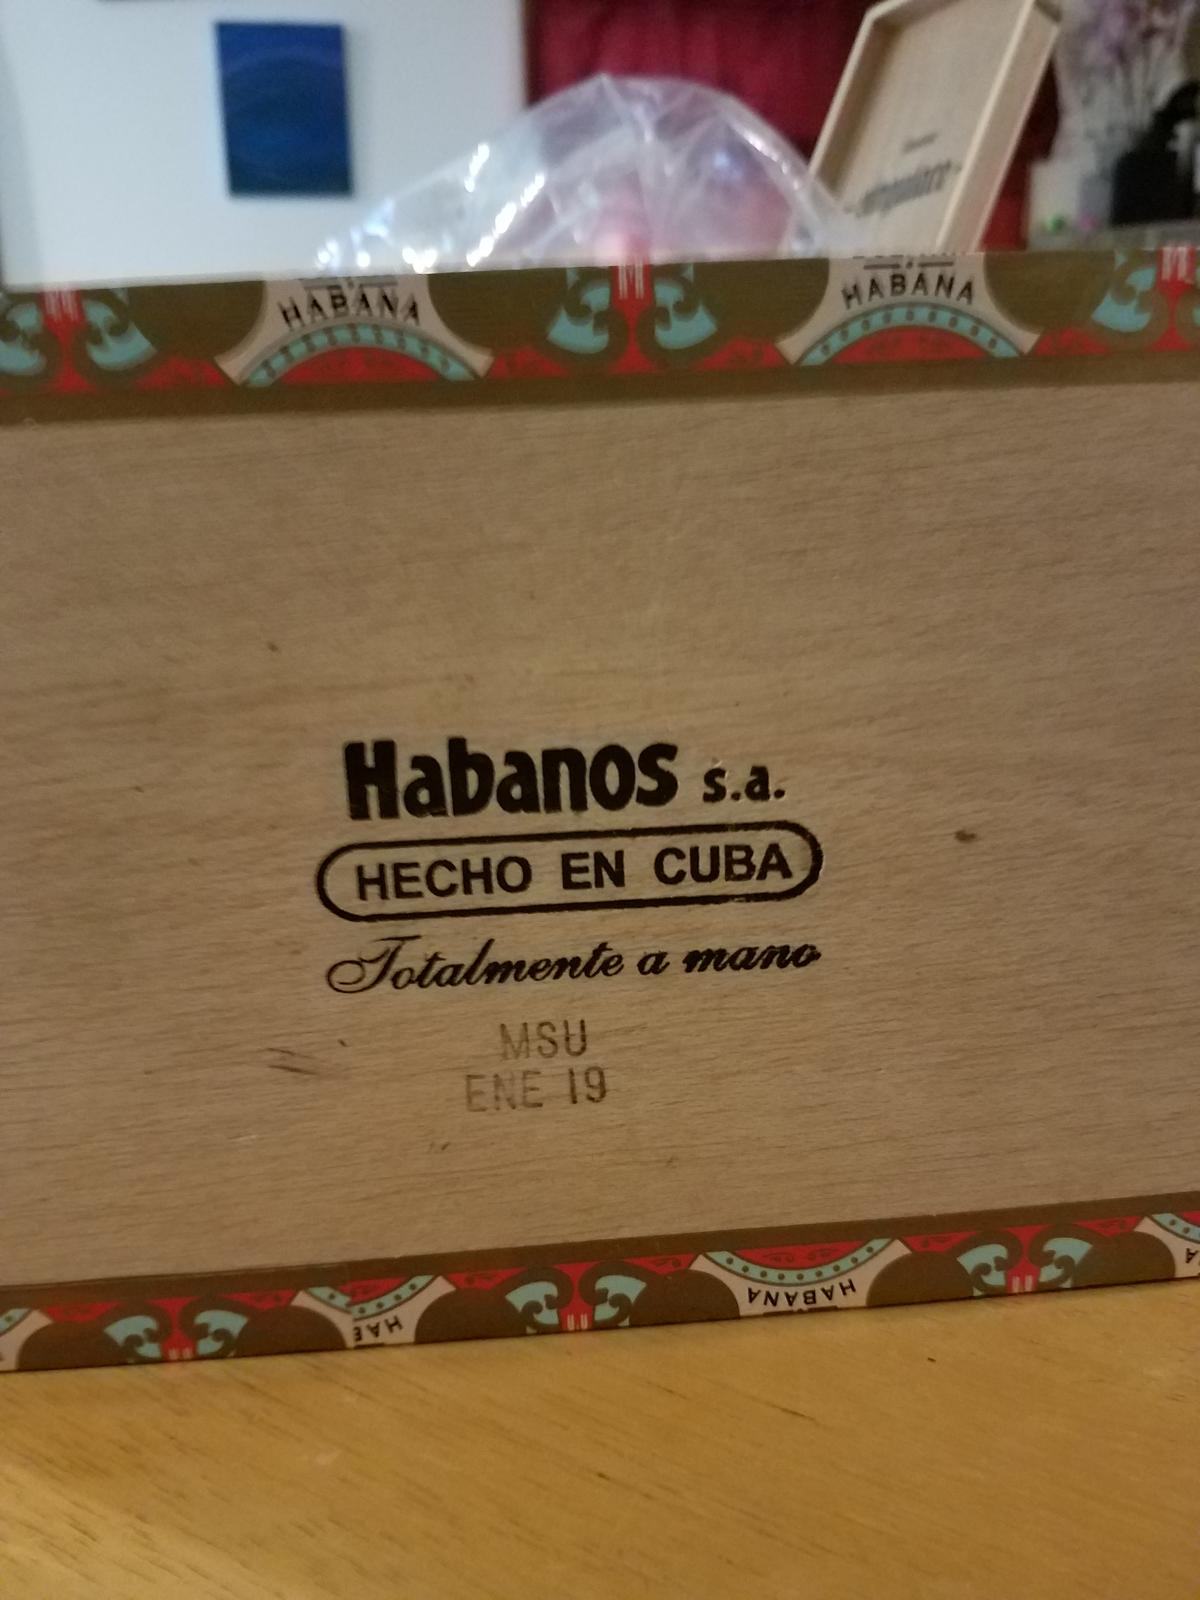 HABANA
HABANA
Habanos s.a.
HECHO EN CUBA
Totalmente a mano
MSU
ENE 19
HABANA